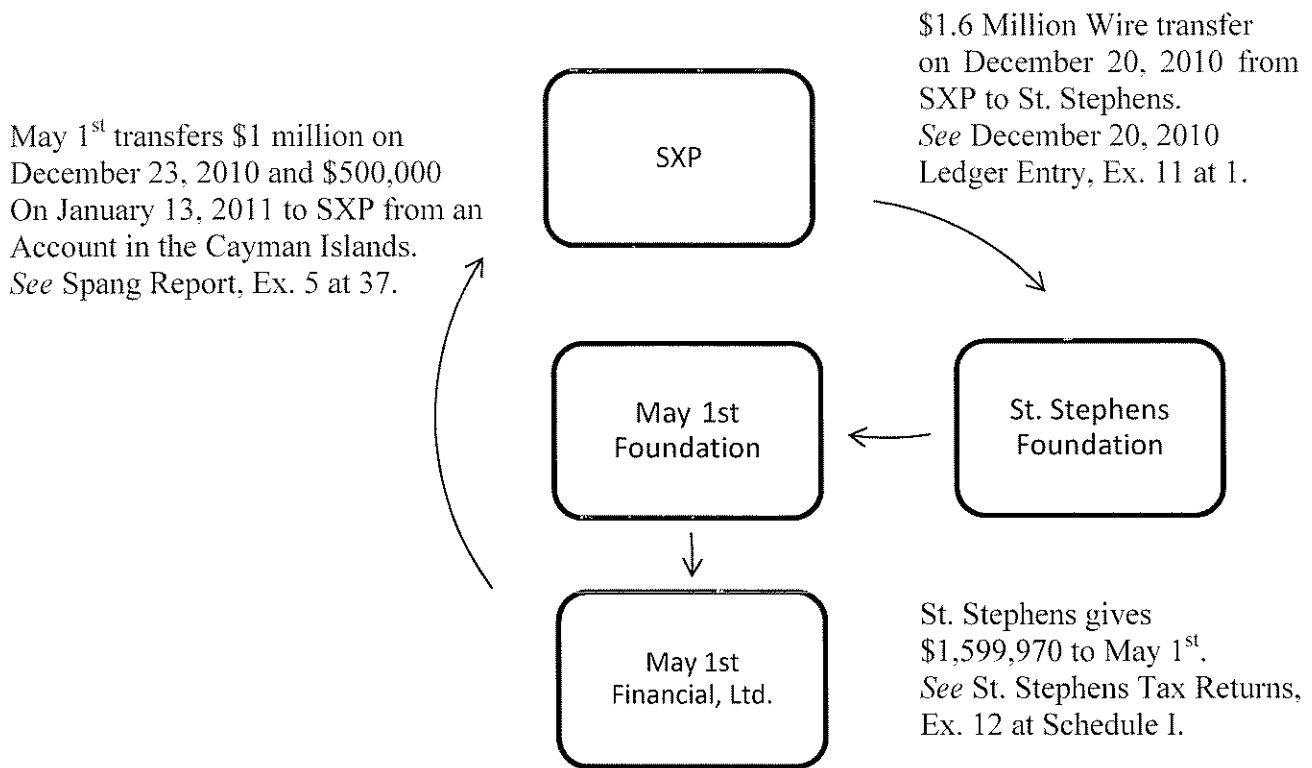 $1.6 Million Wire transfer
on December 20, 2010 from
SXP to St. Stephens.
See December 20, 2010
Ledger Entry, Ex. 11 at 1.
May 1st transfers $1 million on
December 23, 2010 and $500,000
On January 13, 2011 to SXP from an
Account in the Cayman Islands.
See Spang Report, Ex. 5 at 37.
SXP
May 1st
Foundation
St. Stephens
Foundation
May 1st
Financial, Ltd.
St. Stephens gives
$1,599,970 to May 1st.
See St. Stephens Tax Returns,
Ex. 12 at Schedule I.